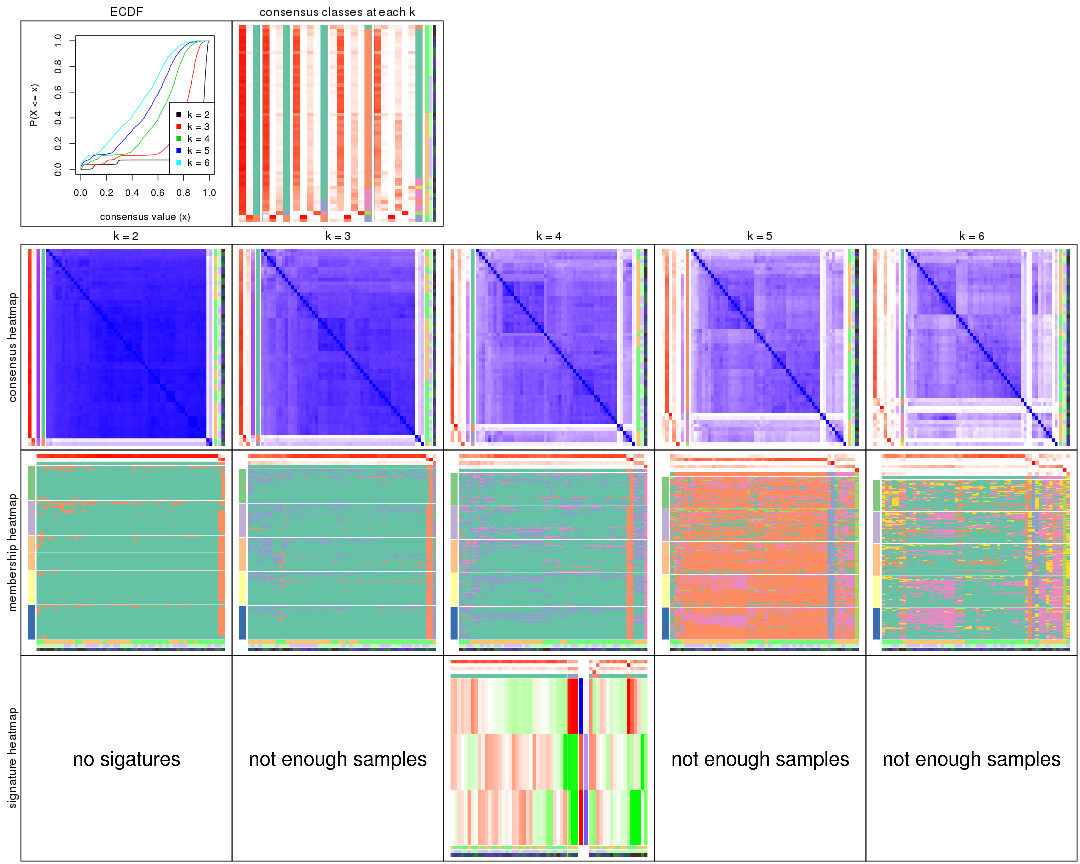 ECDF
consensus classes at each k
P(X <= x)
0.0 0.2 0.4 0.6 0.8 1.0
k = 2
k = 3
k = 4
k = 5
k = 6
0.0 0.2 0.4 0.6 0.8 1.0
consensus value (x)
k = 2
k = 3
k = 4
k = 5
k = 6
consensus heatmap
membership heatmap
signature heatmap
no sigatures
not enough samples
not enough samples
not enough samples